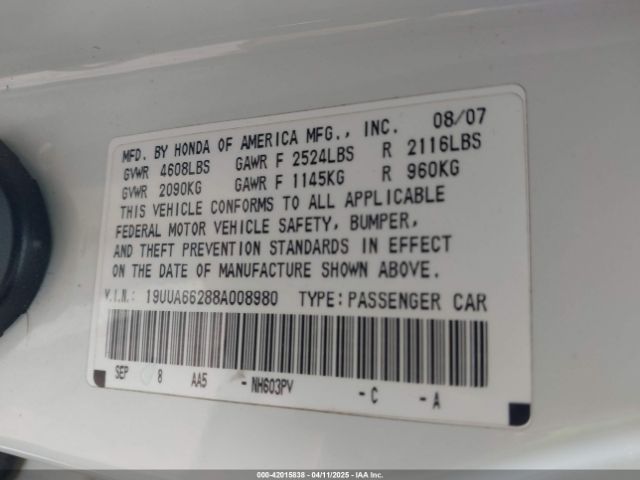 08/07
MFD. BY HONDA OF AMERICA MFG., INC.
GVWR 4608LBS GAWR F 2524LBS R 2116LBS
GVWR 2090KG GAWR F 1145KG R 960KG
THIS VEHICLE CONFORMS TO ALL APPLICABLE
FEDERAL MOTOR VEHICLE SAFETY, BUMPER,
AND THEFT PREVENTION STANDARDS IN EFFECT
ON THE DATE OF MANUFACTURE SHOWN ABOVE.
V.I.N.: 19UUA66288A008980 TYPE: PASSENGER CAR
SEP 8 AA5 - NH603PV - C - A
000-42015838 - 04/11/2025 - IAAI.COM